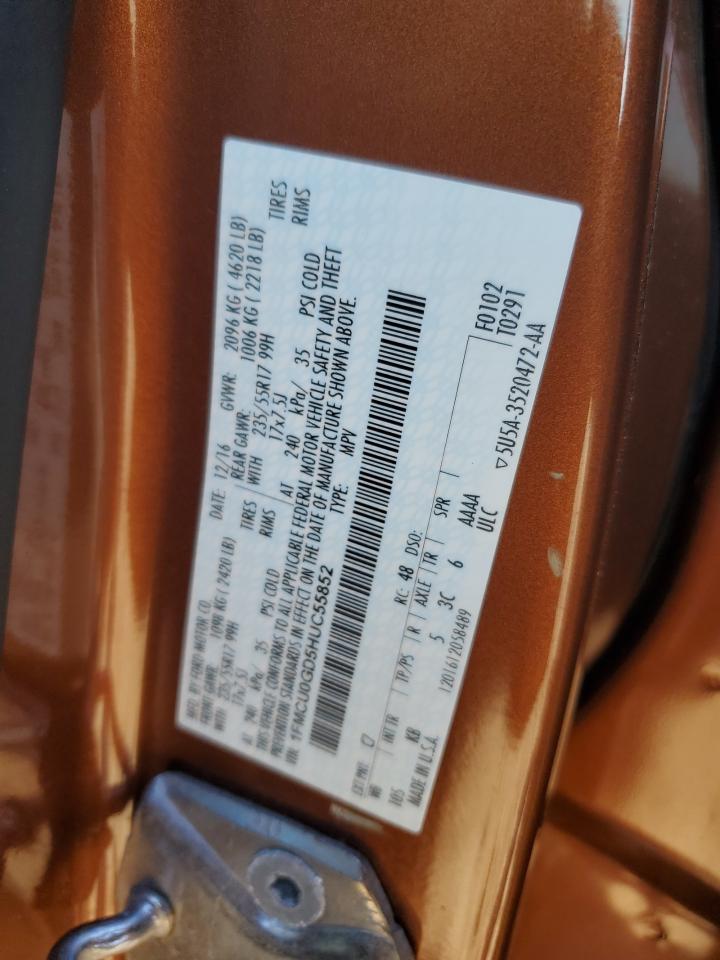 MFD. BY FORD MOTOR CO. DATE: 12/16 GVWR: 2096 KG ( 4620 LB)
FRONT GAWR: 1098 KG ( 2420 LB) REAR GAWR: 1006 KG ( 2218 LB)
WITH 235/55R17 99H TIRES WITH 235/55R17 99H TIRES
17x7.5J RIMS 17x7.5J RIMS
AT 240 kPa/ 35 PSI COLD AT 240 kPa/ 35 PSI COLD
THIS VEHICLE CONFORMS TO ALL APPLICABLE FEDERAL MOTOR VEHICLE SAFETY AND THEFT
PREVENTION STANDARDS IN EFFECT ON THE DATE OF MANUFACTURE SHOWN ABOVE.
VIN: 1FMCU0GD5HUC55852 TYPE: MPV
EXT PNT: RC: 48 DSO: F0102
WB INT TR TP/PS R AXLE TR SPR T0291
105 KB 5 3C 6 AAAA
ULC
MADE IN U.S.A. 1201612058489 ▽5U5A-3520472-AA